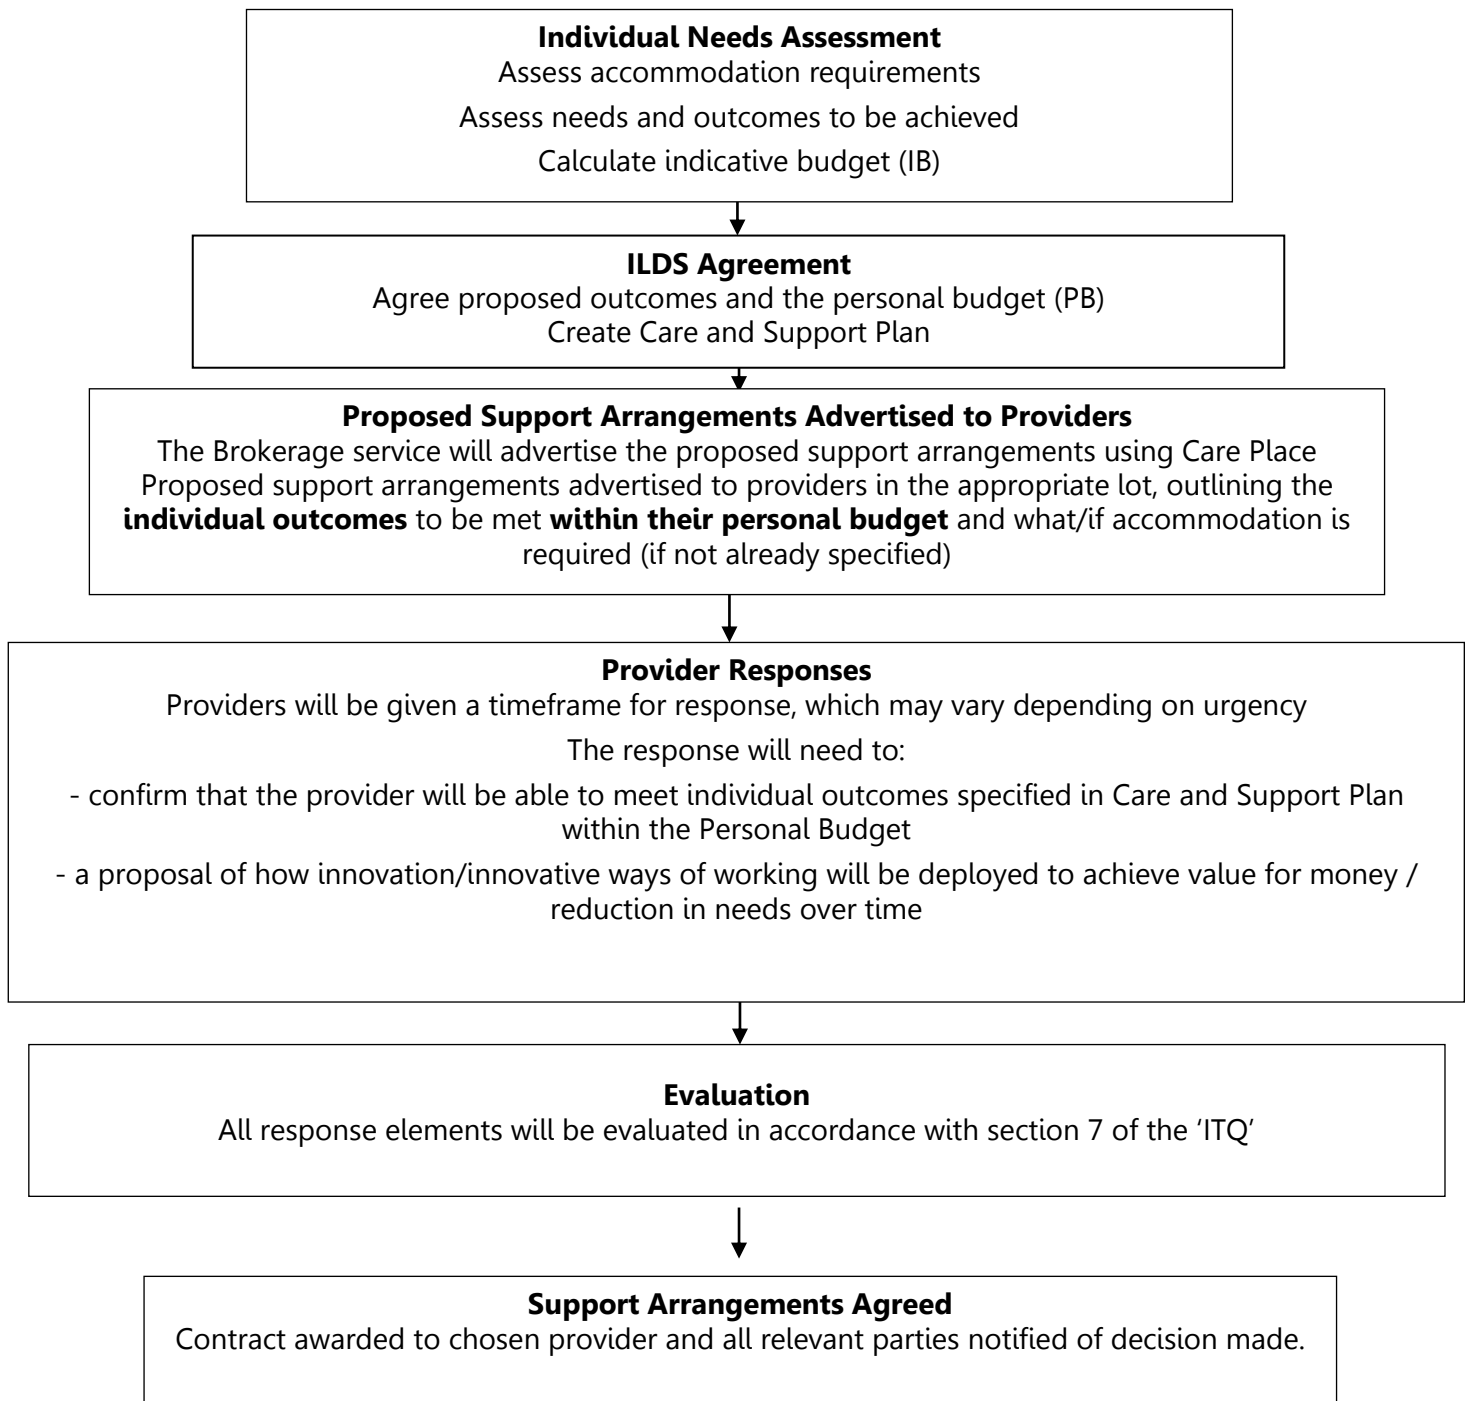 Individual Needs Assessment
Assess accommodation requirements
Assess needs and outcomes to be achieved
Calculate indicative budget (IB)
ILDS Agreement
Agree proposed outcomes and the personal budget (PB)
Create Care and Support Plan
Proposed Support Arrangements Advertised to Providers
The Brokerage service will advertise the proposed support arrangements using Care Place
Proposed support arrangements advertised to providers in the appropriate lot, outlining the
individual outcomes to be met within their personal budget and what/if accommodation is
required (if not already specified)
Provider Responses
Providers will be given a timeframe for response, which may vary depending on urgency
The response will need to:
- confirm that the provider will be able to meet individual outcomes specified in Care and Support Plan
within the Personal Budget
- a proposal of how innovation/innovative ways of working will be deployed to achieve value for money /
reduction in needs over time
Evaluation
All response elements will be evaluated in accordance with section 7 of the ‘ITQ’
Support Arrangements Agreed
Contract awarded to chosen provider and all relevant parties notified of decision made.